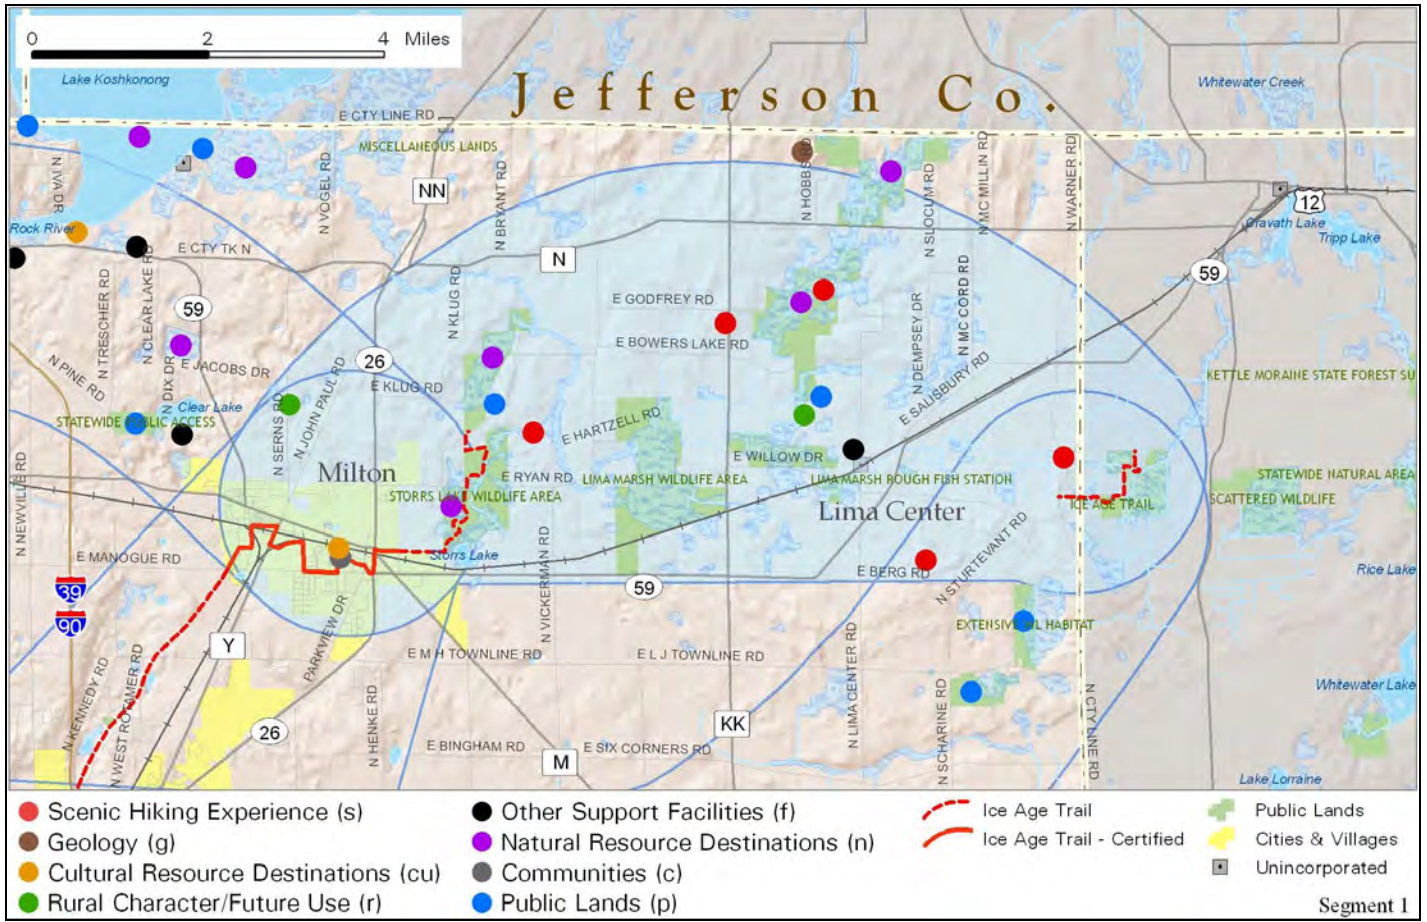 0 2 4 Miles
Lake Koshkonong
Jefferson Co.
Whitewater Creek
E CTY LINE RD
MISCELLANEOUS LANDS
N IVA DR
N VOGEL RD
NN
N BRYANT RD
N HOBBS RD
N SLOCUM RD
N MC MILLIN RD
N WARNER RD
12
Cravath Lake
Tripp Lake
Rock River
E CTY TK N
N
59
N TRESCHER RD
N CLEAR LAKE RD
59
N KLUG RD
E GODFREY RD
E BOWERS LAKE RD
N DEMPSEY DR
N MC CORD RD
N PINE RD
N DIX DR
E JACOBS DR
26
E KLUG RD
N JOHN PAUL RD
N SERNS RD
E SALISBURY RD
KETTLE MORAINE STATE FOREST SU
Clear Lake
STATEWIDE PUBLIC ACCESS
E HARTZELL RD
E WILLOW DR
Milton
E RYAN RD
LIMA MARSH WILDLIFE AREA
LIMA MARSH ROUGH FISH STATION
STATEWIDE NATURAL AREA
STORRS LAKE WILDLIFE AREA
SCATTERED WILDLIFE
ICE AGE TRAIL
Lima Center
N NEWVILLE RD
E MANOGUE RD
Storrs Lake
N VICKERMAN RD
59
E BERG RD
N STURTEVANT RD
Rice Lake
39
90
Y
PARKVIEW DR
EXTENSIVE WL HABITAT
E M H TOWNLINE RD
E L J TOWNLINE RD
N KENNEDY RD
N WEST ROTAMER RD
N HENKE RD
N LIMA CENTER RD
N SCHARINE RD
N CTY LINE RD
Whitewater Lake
26
KK
E BINGHAM RD
M
E SIX CORNERS RD
Lake Lorraine
Scenic Hiking Experience (s)
Geology (g)
Cultural Resource Destinations (cu)
Rural Character/Future Use (r)
Other Support Facilities (f)
Natural Resource Destinations (n)
Communities (c)
Public Lands (p)
Ice Age Trail
Ice Age Trail - Certified
Public Lands
Cities & Villages
Unincorporated
Segment 1